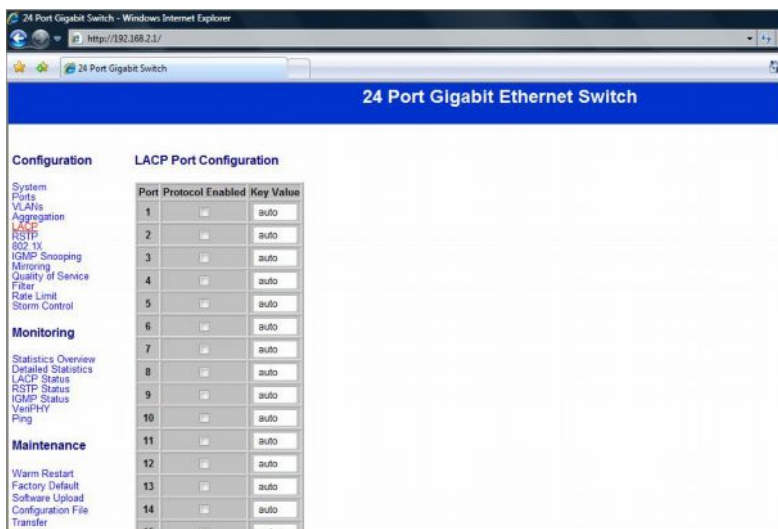 24 Port Gigabit Switch - Windows Internet Explorer
http://192.168.2.1/
24 Port Gigabit Switch
24 Port Gigabit Ethernet Switch
Configuration
System
Ports
VLANs
Aggregation
LACP
RSTP
802.1X
IGMP Snooping
Mirroring
Quality of Service
Filter
Rate Limit
Storm Control
Monitoring
Statistics Overview
Detailed Statistics
LACP Status
RSTP Status
IGMP Status
VeriPHY
Ping
Maintenance
Warm Restart
Factory Default
Software Upload
Configuration File
Transfer
LACP Port Configuration
Port Protocol Enabled Key Value
1 auto
2 auto
3 auto
4 auto
5 auto
6 auto
7 auto
8 auto
9 auto
10 auto
11 auto
12 auto
13 auto
14 auto